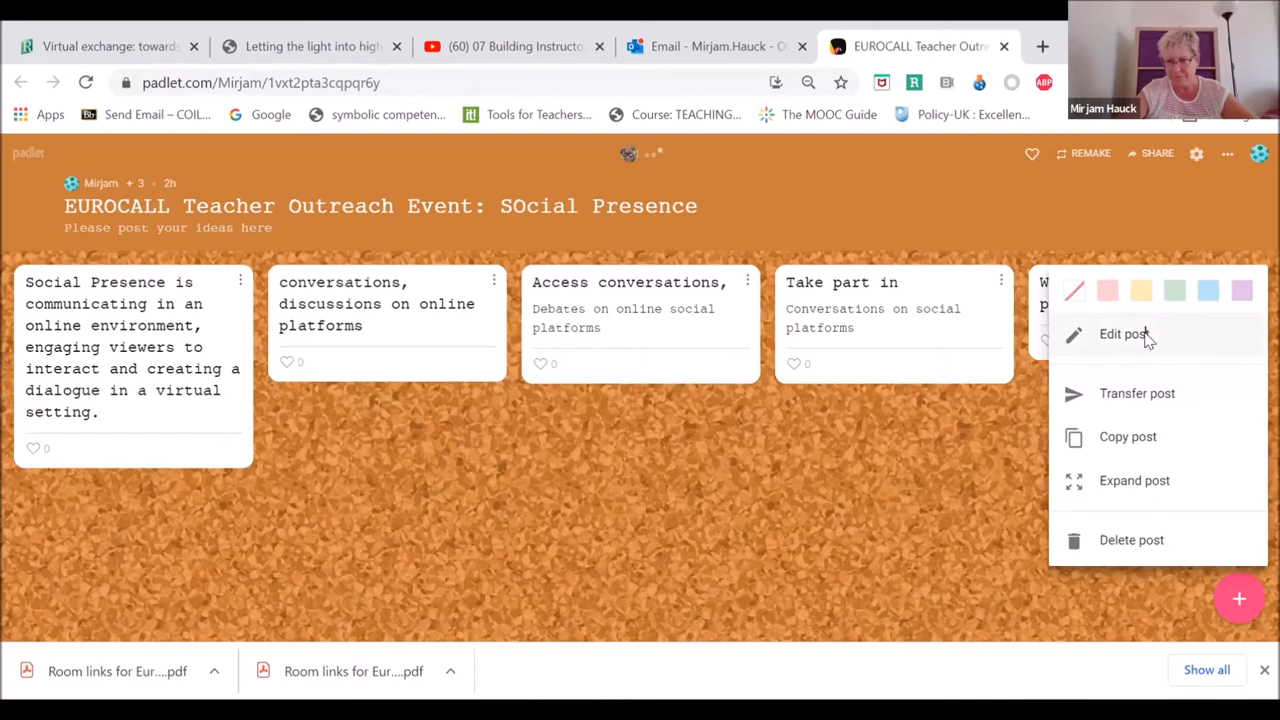 Virtual exchange: towards
Letting the light into high
(60) 07 Building Instructo
Email - Mirjam.Hauck - O
EUROCALL Teacher Outre
Mirjam Hauck
padlet.com/Mirjam/1vxt2pta3cqpqr6y
ABP
Apps
Bb Send Email – COIL...
Google
symbolic competen...
it! Tools for Teachers...
Course: TEACHING...
The MOOC Guide
Policy-UK : Excellen...
padlet
REMAKE
SHARE
Mirjam + 3 · 2h
EUROCALL Teacher Outreach Event: SOcial Presence
Please post your ideas here
Social Presence is
communicating in an
online environment,
engaging viewers to
interact and creating a
dialogue in a virtual
setting.
0
conversations,
discussions on online
platforms
0
Access conversations,
Debates on online social
platforms
0
Take part in
Conversations on social
platforms
0
Edit post
Transfer post
Copy post
Expand post
Delete post
Room links for Eur....pdf
Room links for Eur....pdf
Show all